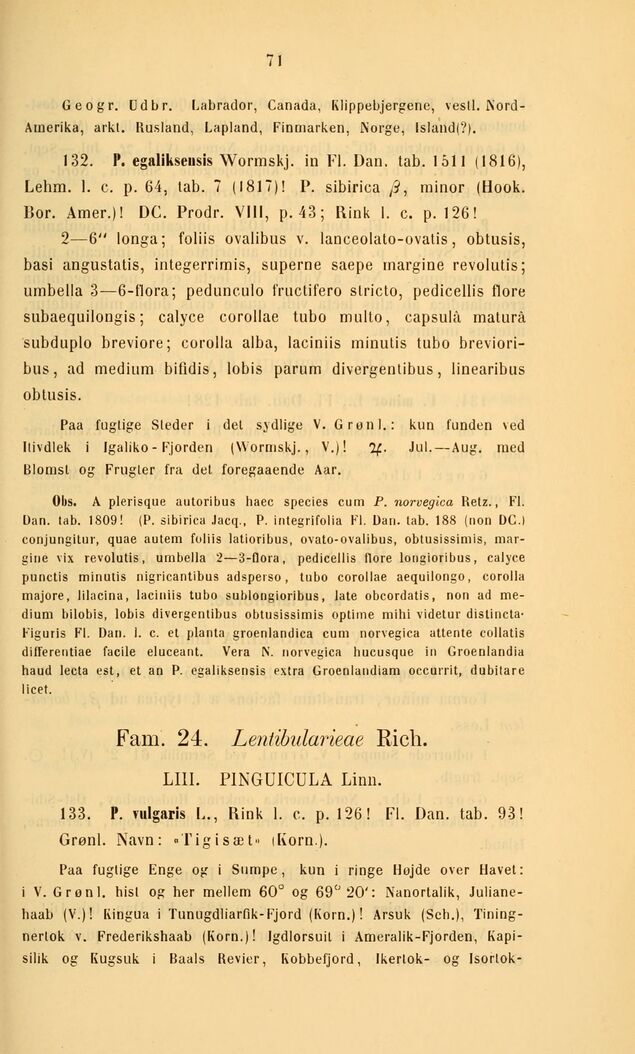 71
Geogr. Udbr. Labrador, Canada, Klippebjergene, vestl. Nord-
Amerika, arkt. Rusland, Lapland, Finmarken, Norge, Island(?).
132. P. egaliksensis Wormskj. in Fl. Dan. tab. 1511 (1816),
Lehm. l. c. p. 64, tab. 7 (1817)! P. sibirica β, minor (Hook.
Bor. Amer.)! DC. Prodr. VIII, p. 43; Rink l. c. p. 126!
2—6" longa; foliis ovalibus v. lanceolato-ovatis, obtusis,
basi angustatis, integerrimis, superne saepe margine revolutis;
umbella 3—6-flora; pedunculo fructifero stricto, pedicellis flore
subaequilongis; calyce corollae tubo multo, capsulâ maturâ
subduplo breviore; corolla alba, laciniis minutis tubo breviori-
bus, ad medium bifidis, lobis parum divergentibus, linearibus
obtusis.
Paa fugtige Steder i det sydlige V. Grønl.: kun funden ved
Itivdlek i Igaliko-Fjorden (Wormskj., V.)! ♃. Jul.—Aug. med
Blomst og Frugter fra det foregaaende Aar.
Obs. A plerisque autoribus haec species cum P. norvegica Retz., Fl.
Dan. tab. 1809! (P. sibirica Jacq., P. integrifolia Fl. Dan. tab. 188 (non DC.)
conjungitur, quae autem foliis latioribus, ovato-ovalibus, obtusissimis, mar-
gine vix revolutis, umbella 2—3-flora, pedicellis flore longioribus, calyce
punctis minutis nigricantibus adsperso, tubo corollae aequilongo, corolla
majore, lilacina, laciniis tubo sublongioribus, late obcordatis, non ad me-
dium bilobis, lobis divergentibus obtusissimis optime mihi videtur distincta.
Figuris Fl. Dan. l. c. et planta groenlandica cum norvegica attente collatis
differentiae facile eluceant. Vera N. norvegica hucusque in Groenlandia
haud lecta est, et an P. egaliksensis extra Groenlandiam occurrit, dubitare
licet.
Fam. 24. Lentibularieae Rich.
LIII. PINGUICULA Linn.
133. P. vulgaris L., Rink l. c. p. 126! Fl. Dan. tab. 93!
Grønl. Navn: »Tigisæt« (Korn.).
Paa fugtige Enge og i Sumpe, kun i ringe Højde over Havet:
i V. Grønl. hist og her mellem 60° og 69° 20': Nanortalik, Juliane-
haab (V.)! Kingua i Tunugdliarfik-Fjord (Korn.)! Arsuk (Sch.), Tining-
nertok v. Frederikshaab (Korn.)! Igdlorsuit i Ameralik-Fjorden, Kapi-
silik og Kugsuk i Baals Revier, Kobbefjord, Ikertok- og Isortok-